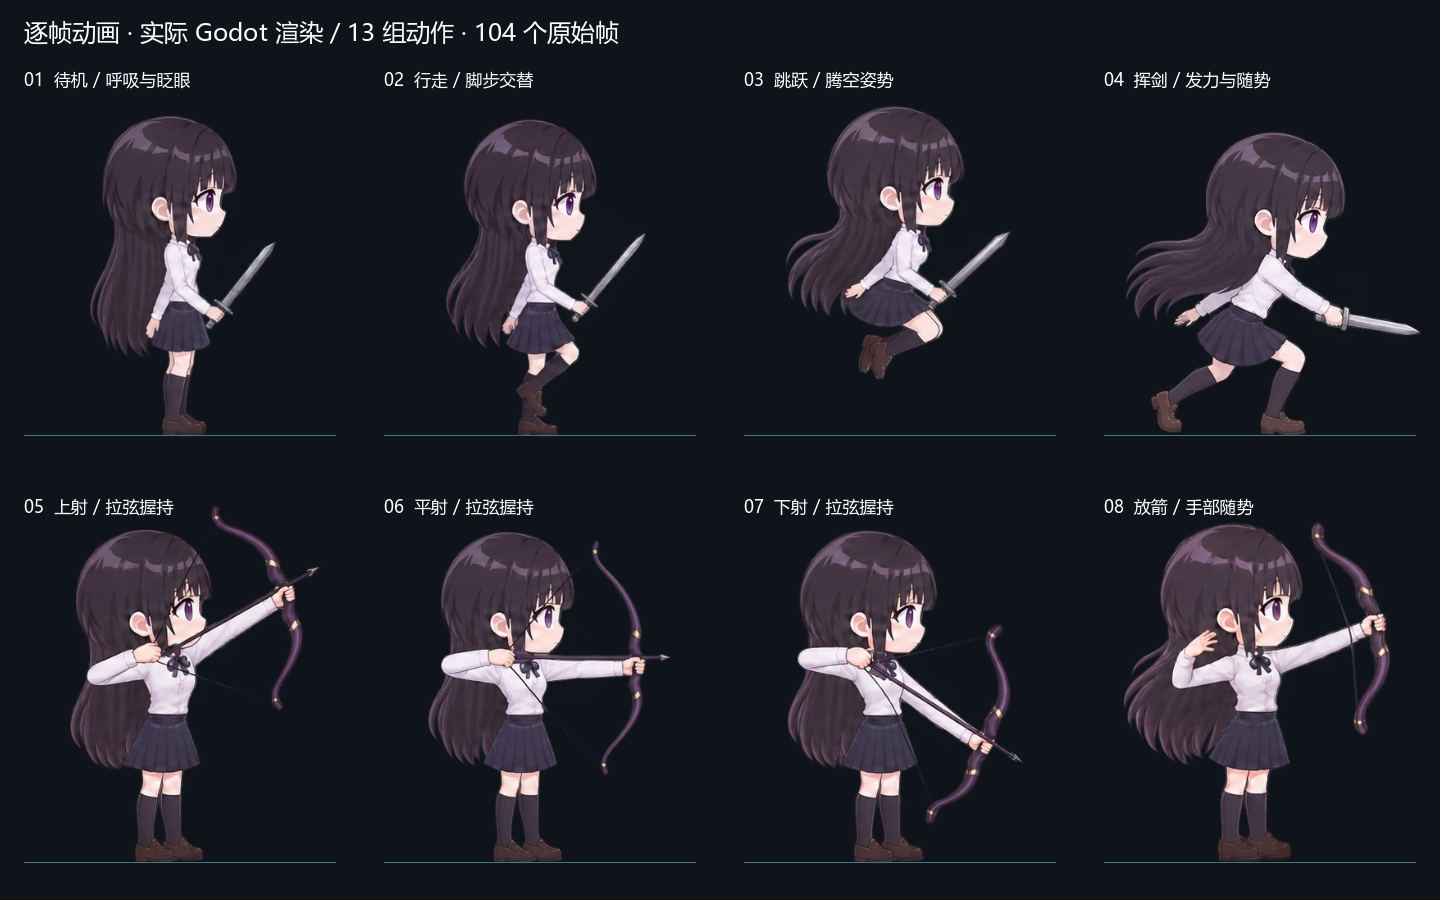 逐帧动画 · 实际 Godot 渲染 / 13 组动作 · 104 个原始帧
01 待机 / 呼吸与眨眼
02 行走 / 脚步交替
03 跳跃 / 腾空姿势
04 挥剑 / 发力与随势
05 上射 / 拉弦握持
06 平射 / 拉弦握持
07 下射 / 拉弦握持
08 放箭 / 手部随势